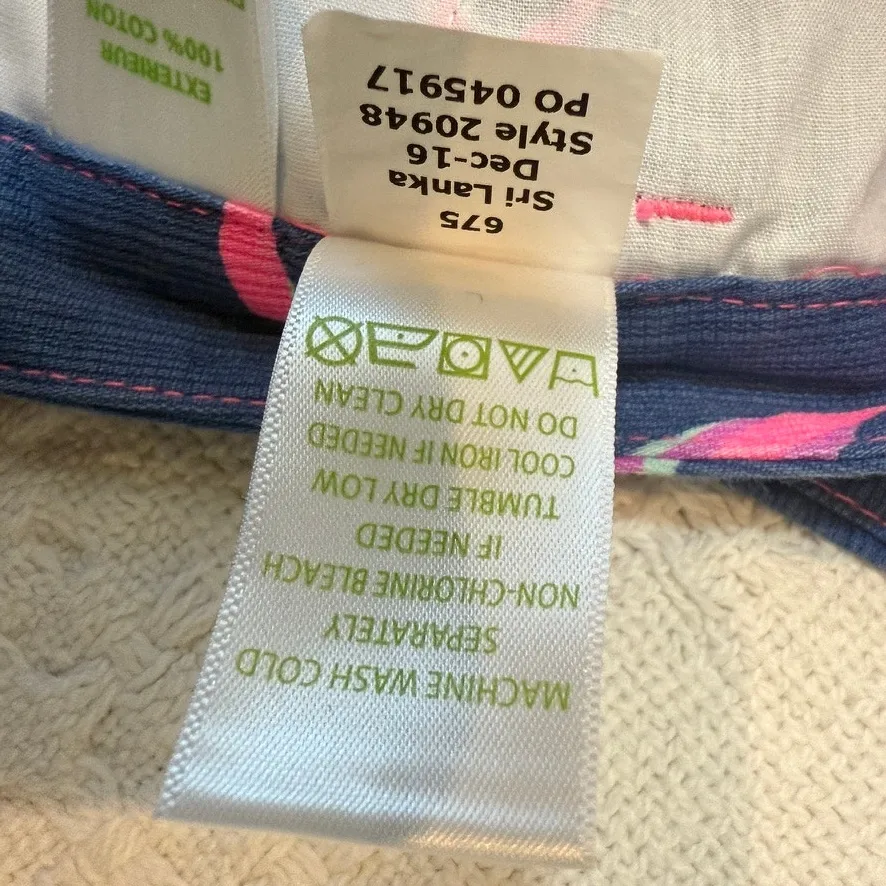 MACHINE WASH COLD
SEPARATELY
NON-CHLORINE BLEACH
IF NEEDED
TUMBLE DRY LOW
COOL IRON IF NEEDED
DO NOT DRY CLEAN
675
Sri Lanka
Dec-16
Style 20948
PO 045917
EXTERIEUR
100% COTON